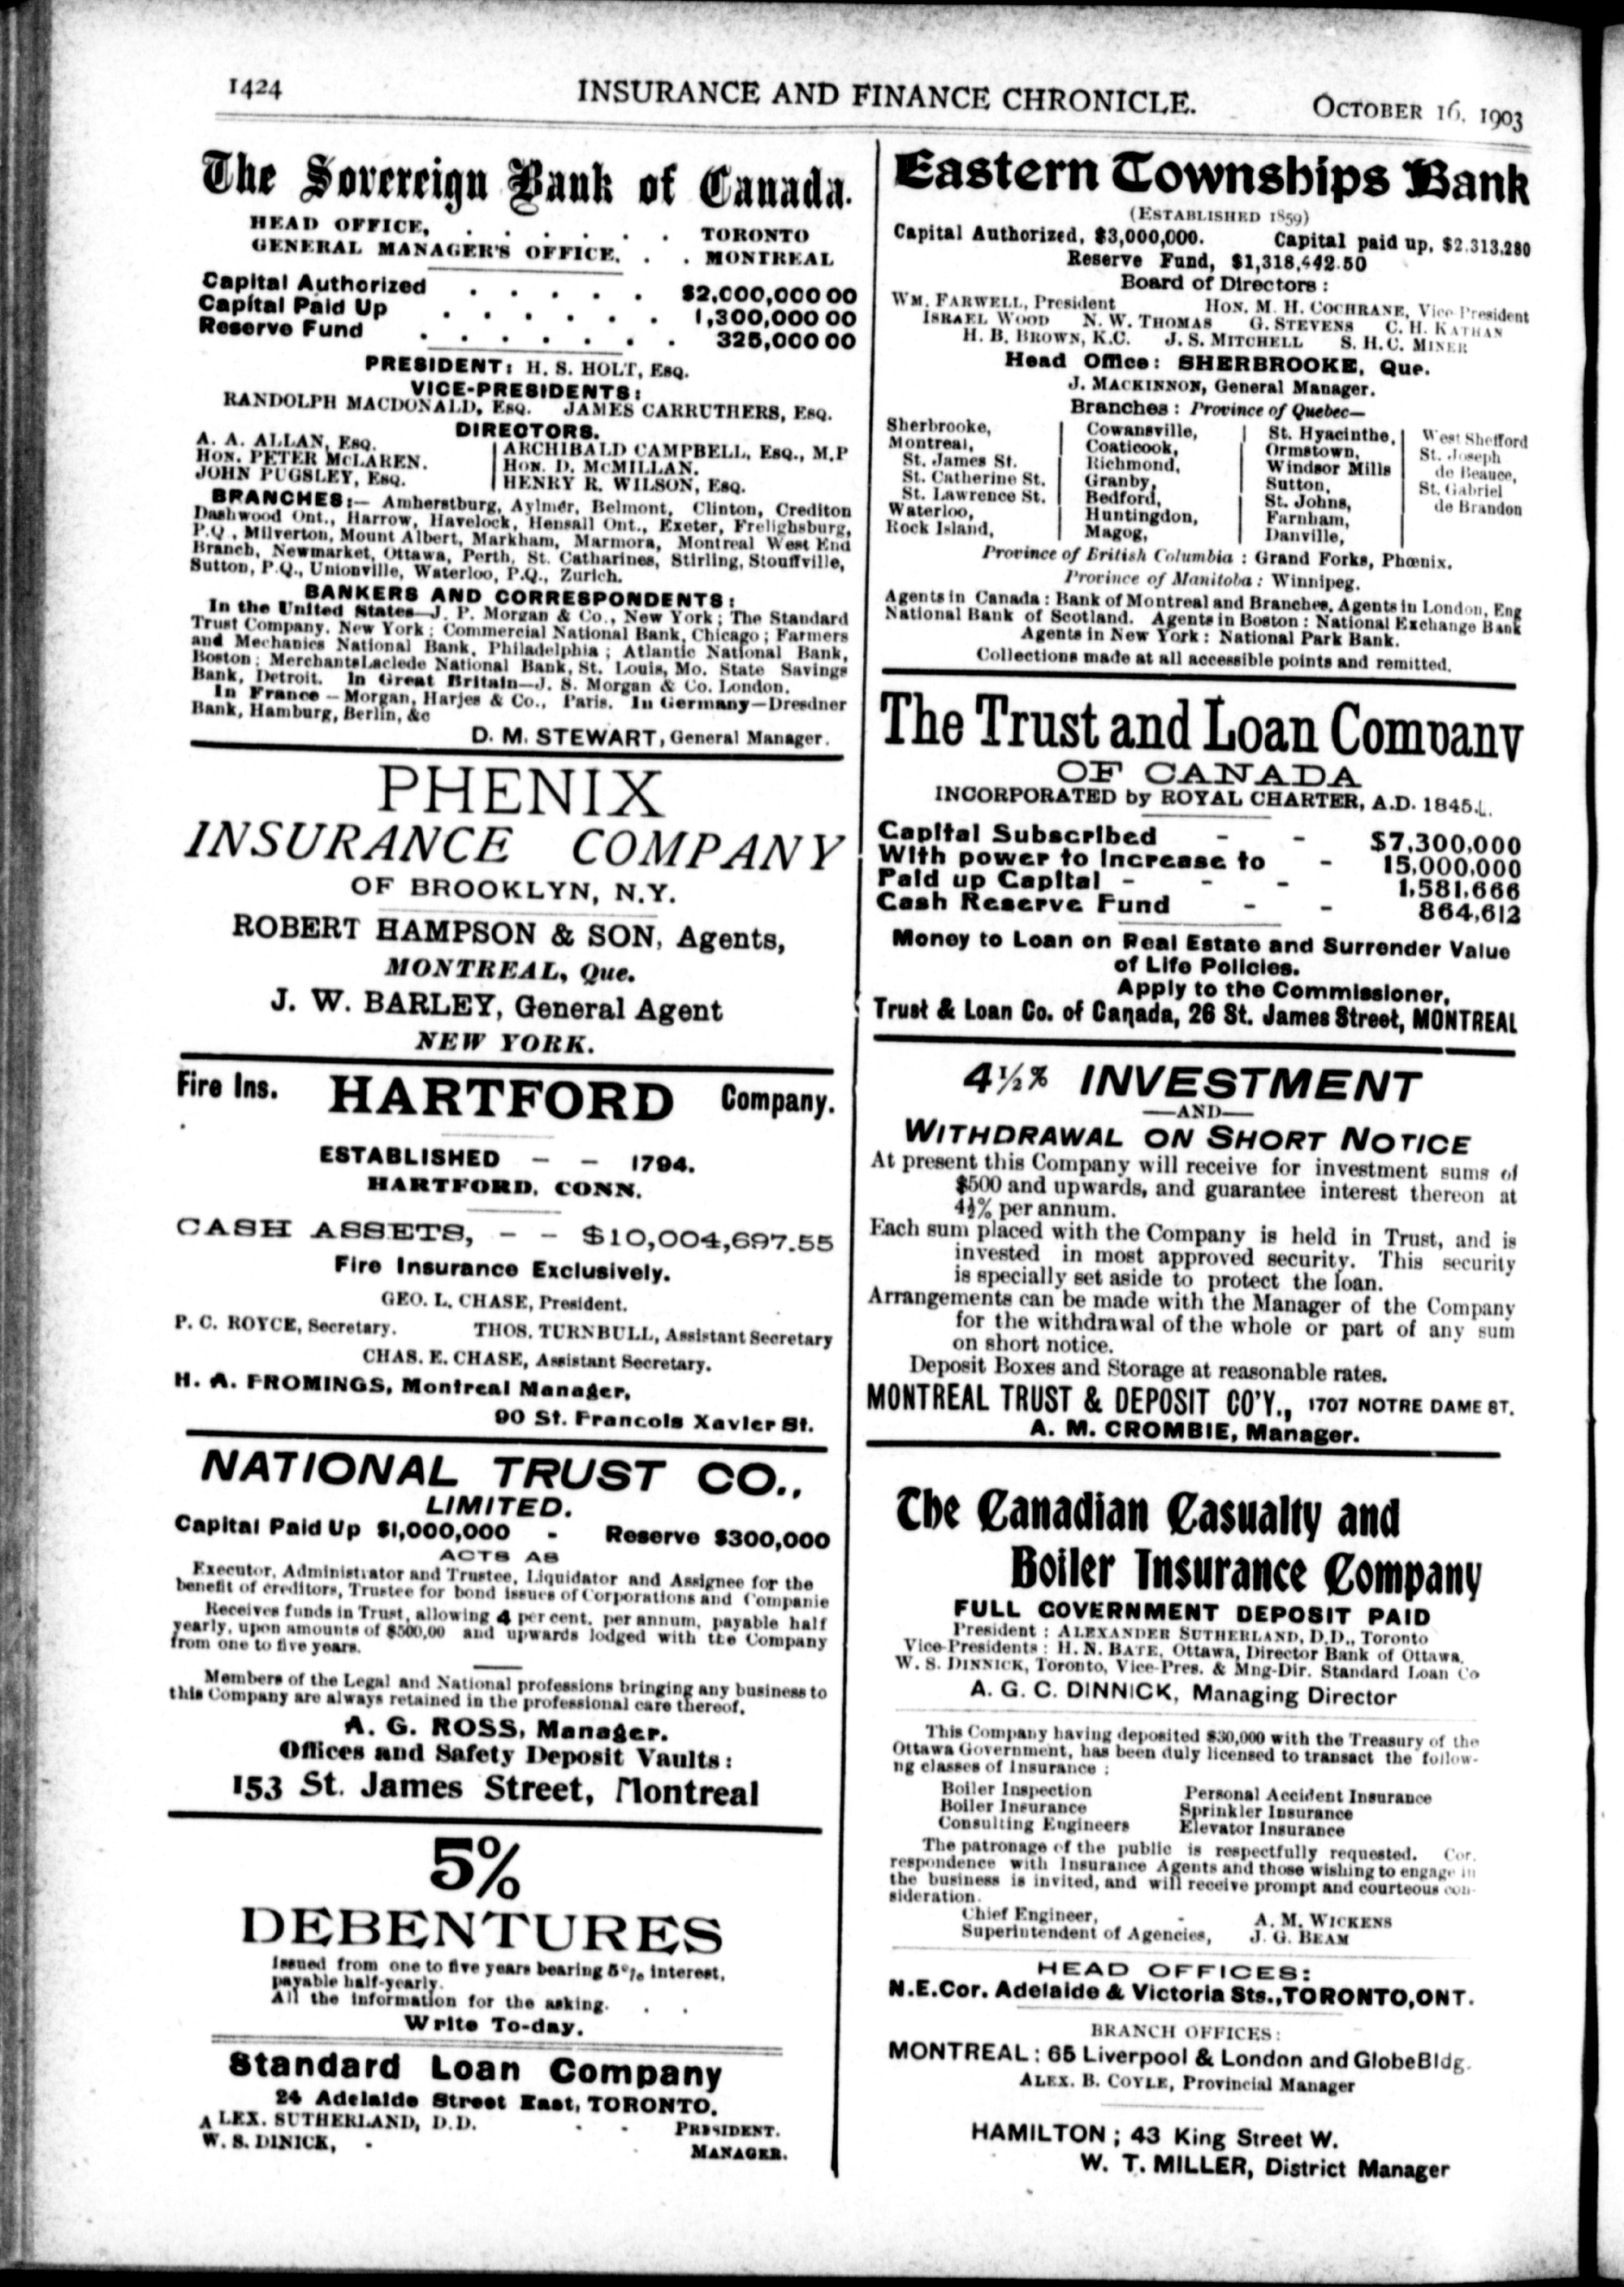 1424
INSURANCE AND FINANCE CHRONICLE.
OCTOBER 16, 1903
The Sovereign Bank of Canada.
HEAD OFFICE, . . . . . . TORONTO
GENERAL MANAGER'S OFFICE. . . MONTREAL
Capital Authorized . . . . . $2,000,000 00
Capital Paid Up . . . . . . 1,300,000 00
Reserve Fund . . . . . . . 325,000 00
PRESIDENT: H. S. HOLT, ESQ.
VICE-PRESIDENTS:
RANDOLPH MACDONALD, ESQ. JAMES CARRUTHERS, ESQ.
DIRECTORS.
A. A. ALLAN, ESQ.
HON. PETER MCLAREN.
JOHN PUGSLEY, ESQ.
ARCHIBALD CAMPBELL, ESQ., M.P
HON. D. MCMILLAN.
HENRY R. WILSON, ESQ.
BRANCHES:— Amherstburg, Aylmer, Belmont, Clinton, Crediton
Dashwood Ont., Harrow, Havelock, Hensall Ont., Exeter, Frelighsburg,
P.Q , Milverton, Mount Albert, Markham, Marmora, Montreal West End
Branch, Newmarket, Ottawa, Perth, St. Catharines, Stirling, Stouffville,
Sutton, P.Q., Unionville, Waterloo, P.Q., Zurich.
BANKERS AND CORRESPONDENTS:
In the United States—J. P. Morgan & Co., New York; The Standard
Trust Company. New York; Commercial National Bank, Chicago; Farmers
and Mechanics National Bank, Philadelphia; Atlantic National Bank,
Boston; MerchantsLaclede National Bank, St. Louis, Mo. State Savings
Bank, Detroit. In Great Britain—J. S. Morgan & Co. London.
In France — Morgan, Harjes & Co., Paris. In Germany—Dresdner
Bank, Hamburg, Berlin, &c
D. M. STEWART, General Manager.
PHENIX
INSURANCE COMPANY
OF BROOKLYN, N.Y.
ROBERT HAMPSON & SON, Agents,
MONTREAL, Que.
J. W. BARLEY, General Agent
NEW YORK.
Fire Ins. HARTFORD Company.
ESTABLISHED - - 1794.
HARTFORD, CONN.
CASH ASSETS, - - $10,004,697.55
Fire Insurance Exclusively.
GEO. L. CHASE, President.
P. C. ROYCE, Secretary. THOS. TURNBULL, Assistant Secretary
CHAS. E. CHASE, Assistant Secretary.
H. A. FROMINGS, Montreal Manager,
90 St. Francois Xavier St.
NATIONAL TRUST CO.,
LIMITED.
Capital Paid Up $1,000,000 - Reserve $300,000
ACTS AS
Executor, Administrator and Trustee, Liquidator and Assignee for the
benefit of creditors, Trustee for bond issues of Corporations and Companie
Receives funds in Trust, allowing 4 per cent. per annum, payable half
yearly, upon amounts of $500,00 and upwards lodged with the Company
from one to five years.
Members of the Legal and National professions bringing any business to
this Company are always retained in the professional care thereof.
A. G. ROSS, Manager.
Offices and Safety Deposit Vaults:
153 St. James Street, Montreal
5%
DEBENTURES
Issued from one to five years bearing 5% interest,
payable half-yearly.
All the information for the asking. . .
Write To-day.
Standard Loan Company
24 Adelaide Street East, TORONTO.
ALEX. SUTHERLAND, D.D. - - PRESIDENT.
W. S. DINICK, - MANAGER.
Eastern Townships Bank
(ESTABLISHED 1859)
Capital Authorized, $3,000,000. Capital paid up, $2.313.280
Reserve Fund, $1,318,442.50
Board of Directors :
WM. FARWELL, President HON. M. H. COCHRANE, Vice President
ISRAEL WOOD N. W. THOMAS G. STEVENS C. H. KATHAN
H. B. BROWN, K.C. J. S. MITCHELL S. H.C. MINER
Head Office: SHERBROOKE, Que.
J. MACKINNON, General Manager.
Branches : Province of Quebec—
Sherbrooke,
Montreal,
St. James St.
St. Catherine St.
St. Lawrence St.
Waterloo,
Rock Island,
Cowansville,
Coaticook,
Richmond,
Granby,
Bedford,
Huntingdon,
Magog,
St. Hyacinthe,
Ormstown,
Windsor Mills
Sutton,
St. Johns,
Farnham,
Danville,
West Shefford
St. Joseph
de Beauce,
St. Gabriel
de Brandon
Province of British Columbia : Grand Forks, Phœnix.
Province of Manitoba : Winnipeg.
Agents in Canada : Bank of Montreal and Branches. Agents in London, Eng
National Bank of Scotland. Agents in Boston : National Exchange Bank
Agents in New York : National Park Bank.
Collections made at all accessible points and remitted.
The Trust and Loan Company
OF CANADA
INCORPORATED by ROYAL CHARTER, A.D. 1845.
Capital Subscribed - - $7,300,000
With power to increase to - 15,000,000
Paid up Capital - - - 1,581,666
Cash Reserve Fund - - 864,612
Money to Loan on Real Estate and Surrender Value
of Life Policies.
Apply to the Commissioner,
Trust & Loan Co. of Canada, 26 St. James Street, MONTREAL
4½% INVESTMENT
—AND—
WITHDRAWAL ON SHORT NOTICE
At present this Company will receive for investment sums of
$500 and upwards, and guarantee interest thereon at
4½% per annum.
Each sum placed with the Company is held in Trust, and is
invested in most approved security. This security
is specially set aside to protect the loan.
Arrangements can be made with the Manager of the Company
for the withdrawal of the whole or part of any sum
on short notice.
Deposit Boxes and Storage at reasonable rates.
MONTREAL TRUST & DEPOSIT CO'Y., 1707 NOTRE DAME ST.
A. M. CROMBIE, Manager.
The Canadian Casualty and
Boiler Insurance Company
FULL GOVERNMENT DEPOSIT PAID
President : ALEXANDER SUTHERLAND, D.D., Toronto
Vice-Presidents : H. N. BATE, Ottawa, Director Bank of Ottawa.
W. S. DINNICK, Toronto, Vice-Pres. & Mng-Dir. Standard Loan Co
A. G. C. DINNICK, Managing Director
This Company having deposited $30,000 with the Treasury of the
Ottawa Government, has been duly licensed to transact the follow-
ng classes of Insurance :
Boiler Inspection Personal Accident Insurance
Boiler Insurance Sprinkler Insurance
Consulting Engineers Elevator Insurance
The patronage of the public is respectfully requested. Cor.
respondence with Insurance Agents and those wishing to engage in
the business is invited, and will receive prompt and courteous con-
sideration.
Chief Engineer, - A. M. WICKENS
Superintendent of Agencies, J. G. BEAM
HEAD OFFICES:
N.E.Cor. Adelaide & Victoria Sts.,TORONTO,ONT.
BRANCH OFFICES:
MONTREAL : 65 Liverpool & London and Globe Bldg.
ALEX. B. COYLE, Provincial Manager
HAMILTON ; 43 King Street W.
W. T. MILLER, District Manager